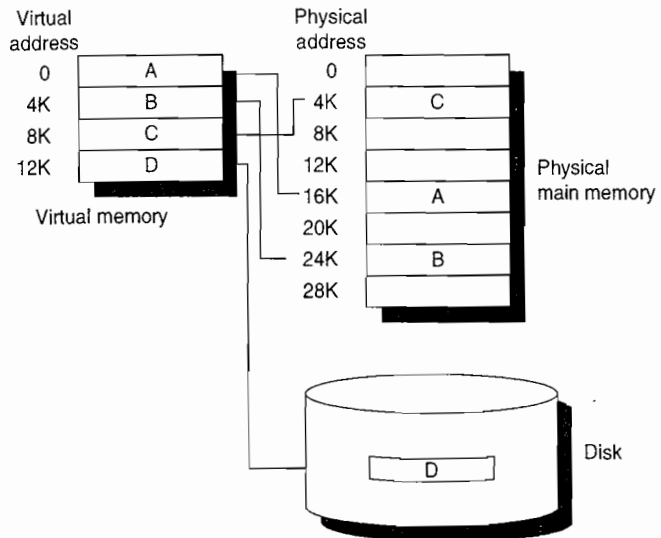 Virtual
address
0
A
4K
B
8K
C
12K
D
Virtual memory
Physical
address
0
4K
C
8K
12K
16K
A
20K
24K
B
28K
Physical
main memory
Disk
D